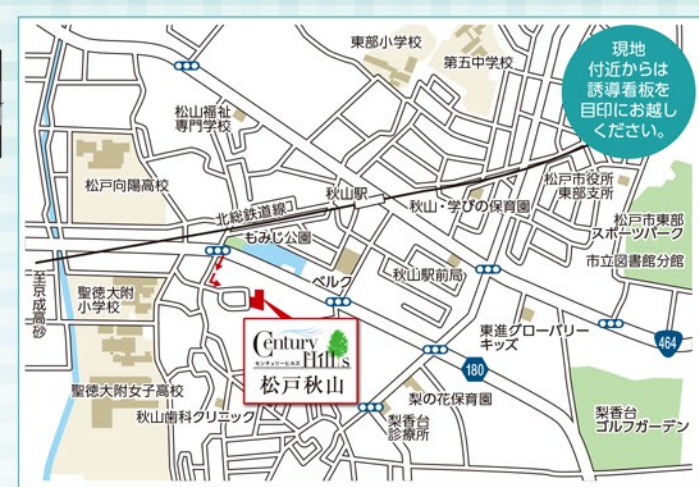 東部小学校
第五中学校
現地
付近からは
誘導看板を
目印にお越し
ください。
松山福祉
専門学校
松戸向陽高校
秋山駅
北総鉄道線
秋山・学びの保育園
松戸市役所
東部支所
もみじ公園
松戸市東部
スポーツパーク
市立図書館分館
至京成高砂
聖徳大附
小学校
ベルク
秋山駅前局
Century
Hills
センチュリーヒルズ
松戸秋山
東進グローバリー
キッズ
464
180
聖徳大附女子高校
秋山歯科クリニック
梨の花保育園
梨香台
診療所
梨香台
ゴルフガーデン